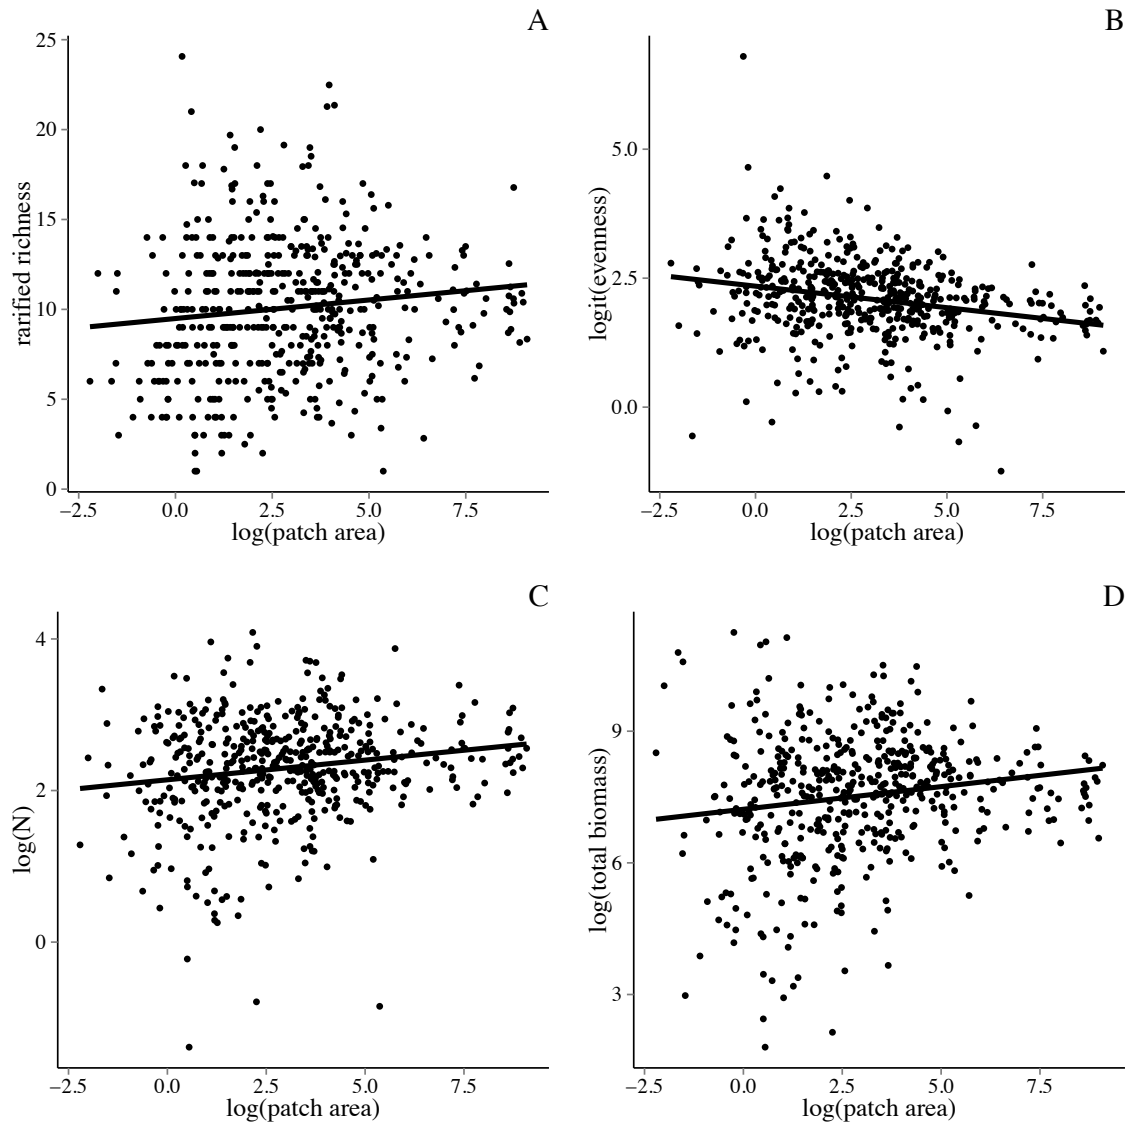 A
25
20
15
10
5
0
rarified richness
−2.5 0.0 2.5 5.0 7.5
log(patch area)
B
5.0
2.5
0.0
logit(evenness)
−2.5 0.0 2.5 5.0 7.5
log(patch area)
C
4
2
0
log(N)
−2.5 0.0 2.5 5.0 7.5
log(patch area)
D
9
6
3
log(total biomass)
−2.5 0.0 2.5 5.0 7.5
log(patch area)